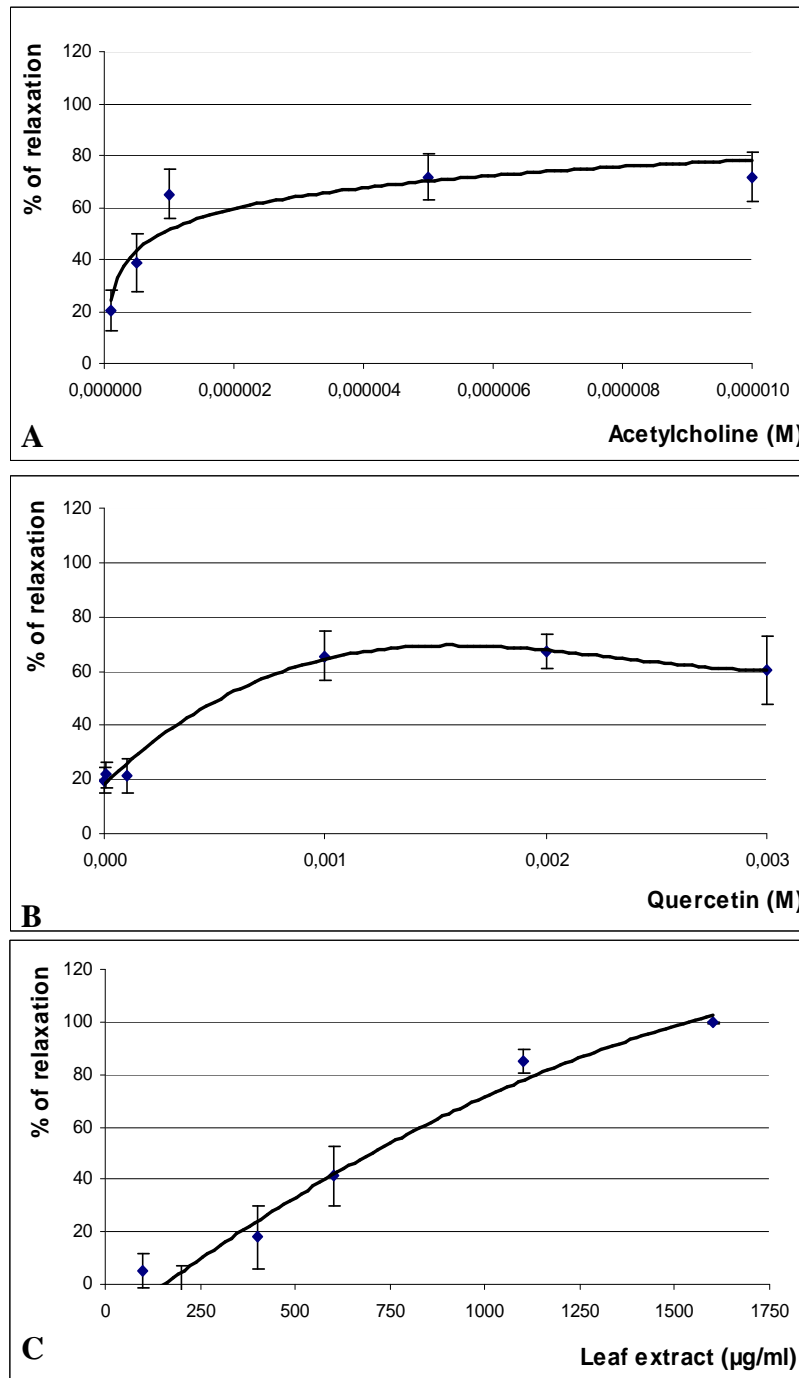 % of relaxation
120
100
80
60
40
20
0
0,000000 0,000002 0,000004 0,000006 0,000008 0,000010
A
Acetylcholine (M)
% of relaxation
120
100
80
60
40
20
0
0,000 0,001 0,002 0,003
B
Quercetin (M)
% of relaxation
120
100
80
60
40
20
0
0 250 500 750 1000 1250 1500 1750
C
Leaf extract (µg/ml)